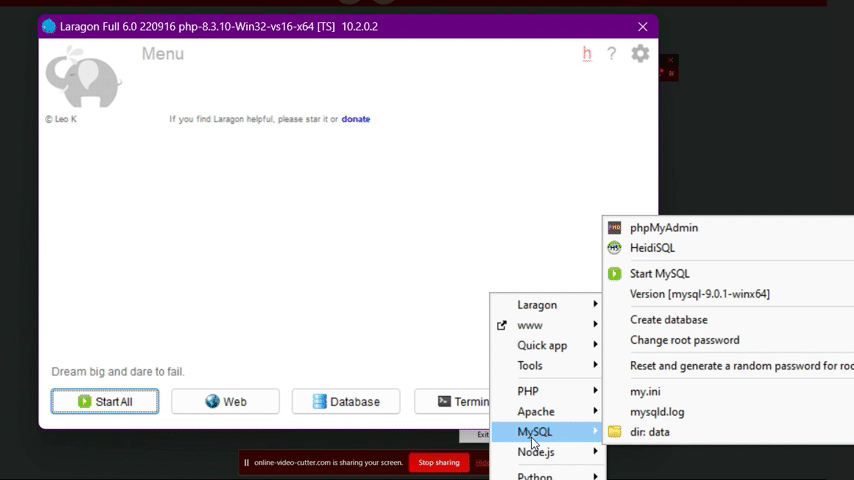 Laragon Full 6.0 220916 php-8.3.10-Win32-vs16-x64 [TS] 10.2.0.2
Menu
h
?
© Leo K
If you find Laragon helpful, please star it or donate
phpMyAdmin
HeidiSQL
Start MySQL
Version [mysql-9.0.1-winx64]
Create database
Change root password
Reset and generate a random password for roo
my.ini
mysqld.log
dir: data
Laragon
www
Quick app
Tools
PHP
Apache
MySQL
Node.js
Python
Dream big and dare to fail.
Start All
Web
Database
Termin
Exit
online-video-cutter.com is sharing your screen.
Stop sharing
Hide